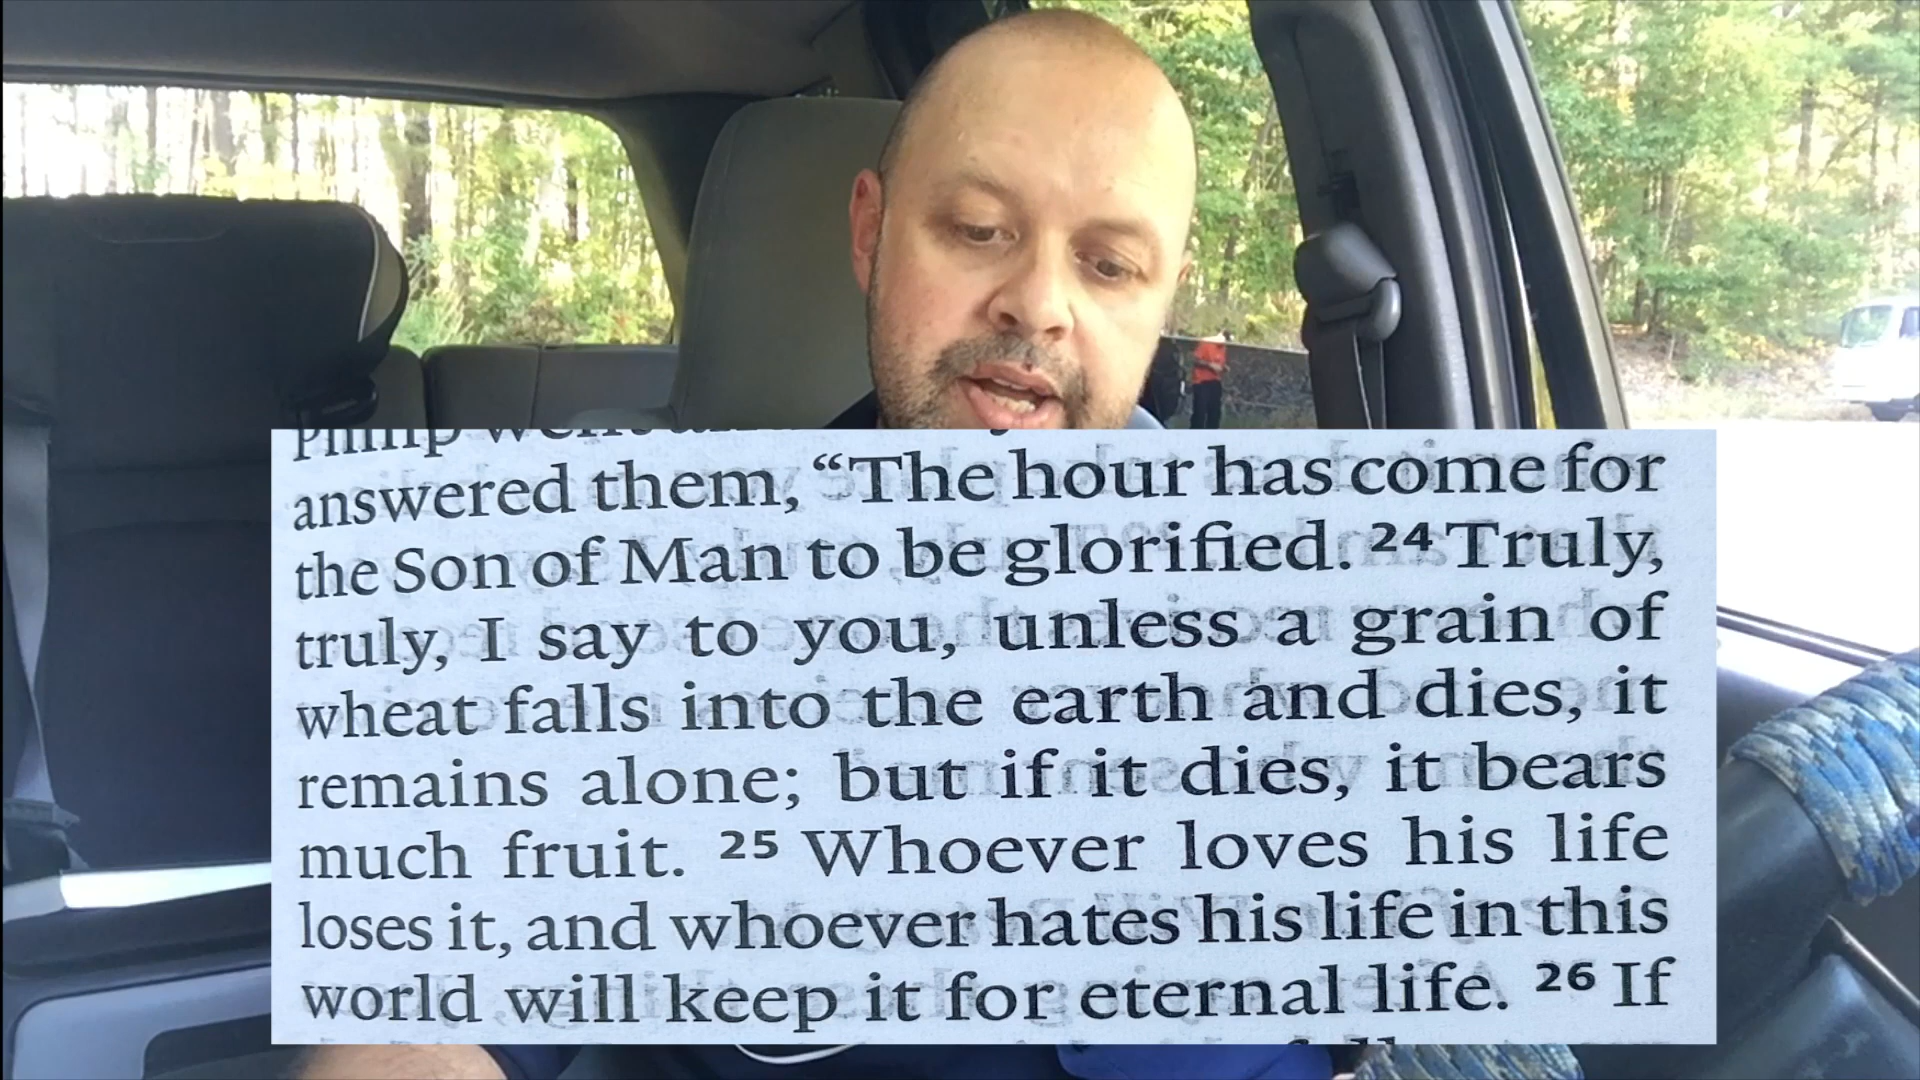 Philip went
answered them, “The hour has come for
the Son of Man to be glorified. 24 Truly,
truly, I say to you, unless a grain of
wheat falls into the earth and dies, it
remains alone; but if it dies, it bears
much fruit. 25 Whoever loves his life
loses it, and whoever hates his life in this
world will keep it for eternal life. 26 If